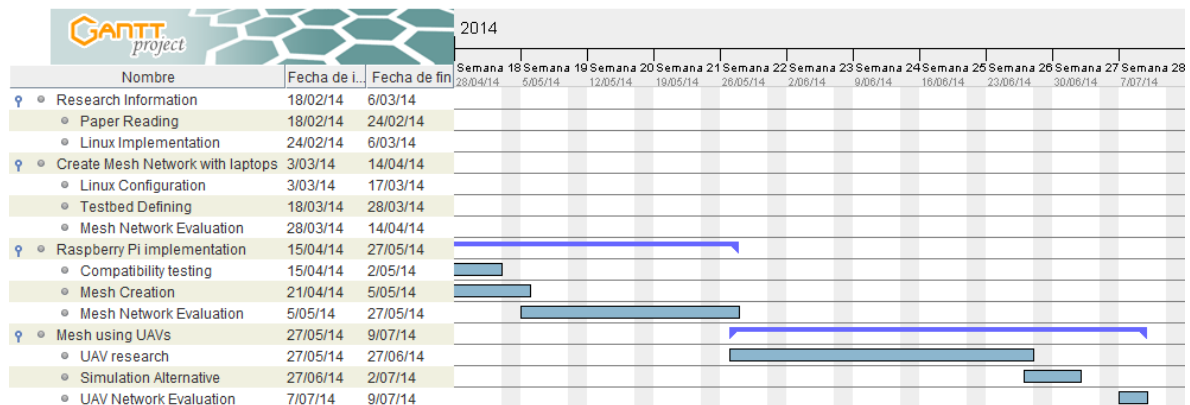 GANTT
project
2014
Nombre Fecha de i... Fecha de fin
Semana 18 Semana 19 Semana 20 Semana 21 Semana 22 Semana 23 Semana 24 Semana 25 Semana 26 Semana 27 Semana 28
28/04/14 5/05/14 12/05/14 19/05/14 26/05/14 2/06/14 9/06/14 16/06/14 23/06/14 30/06/14 7/07/14
Research Information 18/02/14 6/03/14
Paper Reading 18/02/14 24/02/14
Linux Implementation 24/02/14 6/03/14
Create Mesh Network with laptops 3/03/14 14/04/14
Linux Configuration 3/03/14 17/03/14
Testbed Defining 18/03/14 28/03/14
Mesh Network Evaluation 28/03/14 14/04/14
Raspberry Pi implementation 15/04/14 27/05/14
Compatibility testing 15/04/14 2/05/14
Mesh Creation 21/04/14 5/05/14
Mesh Network Evaluation 5/05/14 27/05/14
Mesh using UAVs 27/05/14 9/07/14
UAV research 27/05/14 27/06/14
Simulation Alternative 27/06/14 2/07/14
UAV Network Evaluation 7/07/14 9/07/14